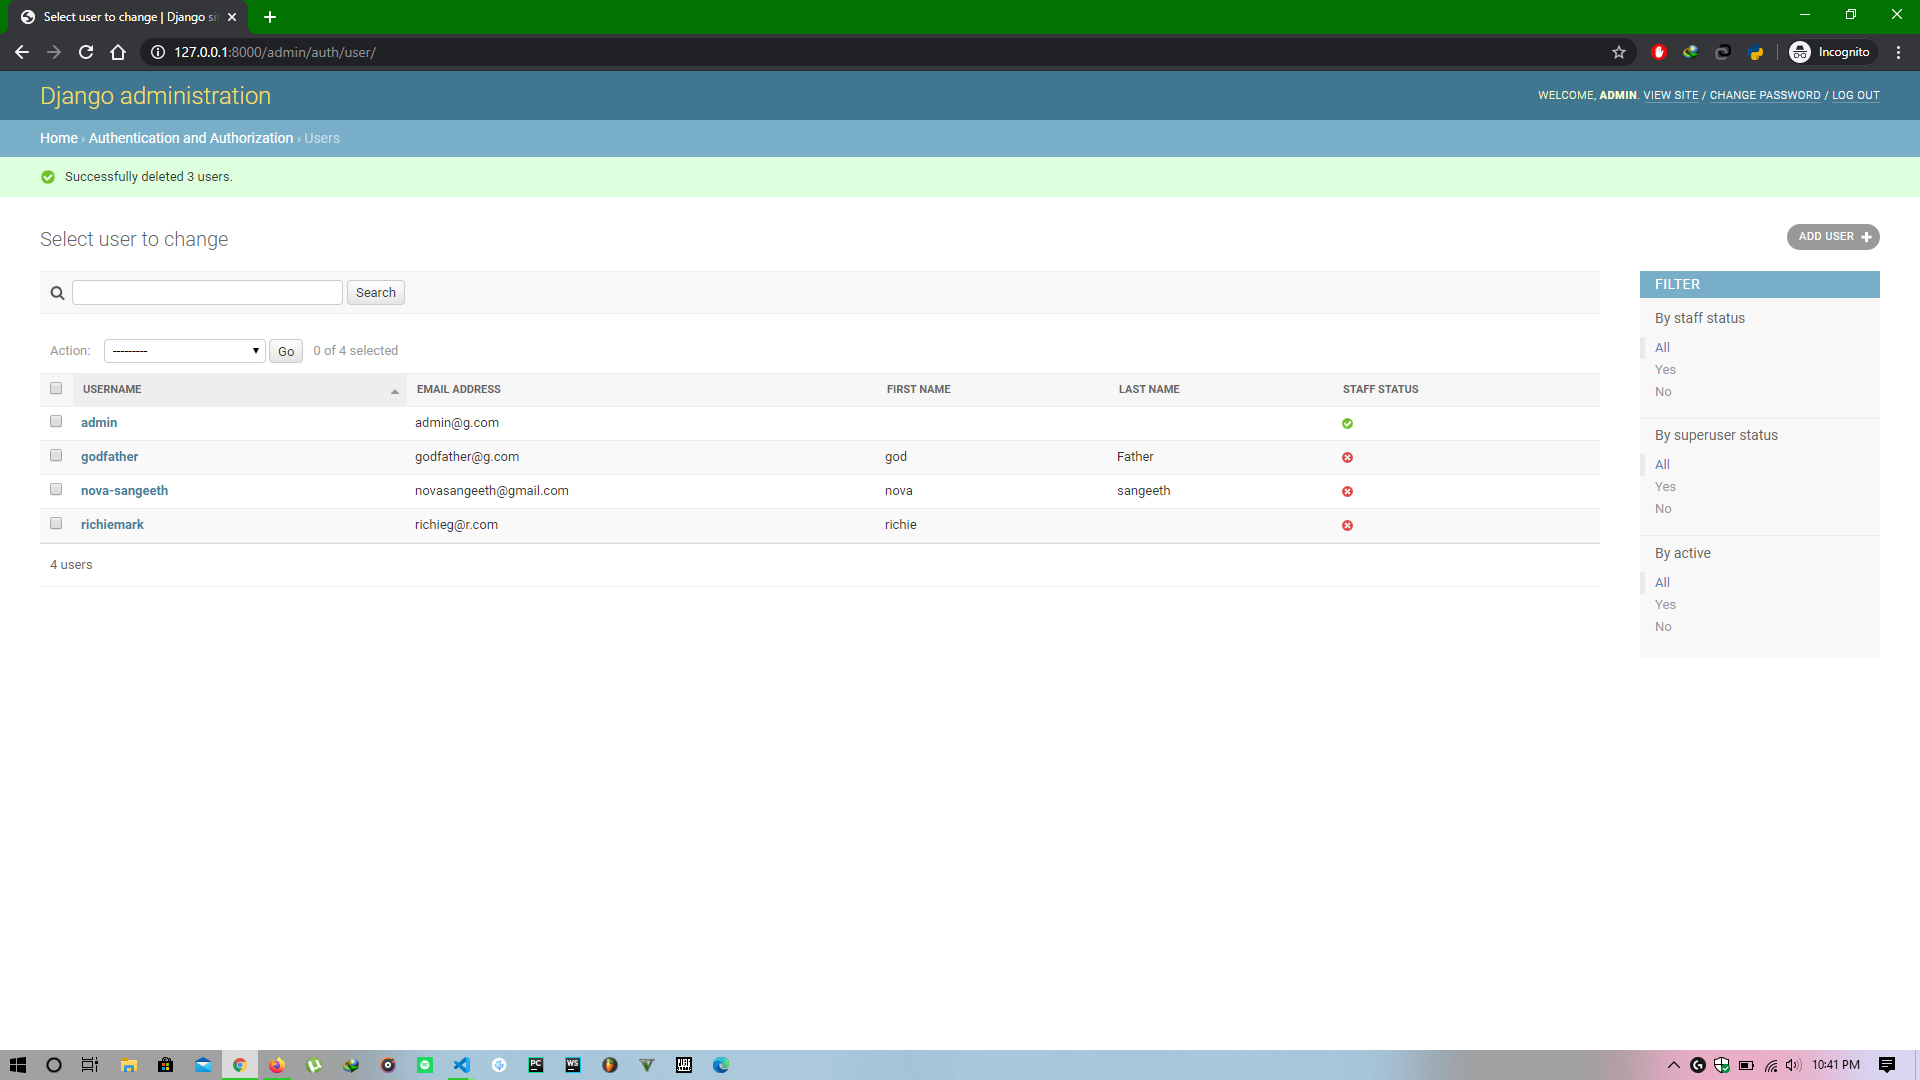 Select user to change | Django si
127.0.0.1:8000/admin/auth/user/
Incognito
Django administration
WELCOME, ADMIN. VIEW SITE / CHANGE PASSWORD / LOG OUT
Home › Authentication and Authorization › Users
Successfully deleted 3 users.
Select user to change
ADD USER
Search
FILTER
By staff status
All
Yes
No
By superuser status
All
Yes
No
By active
All
Yes
No
Action: --------- Go 0 of 4 selected
USERNAME EMAIL ADDRESS FIRST NAME LAST NAME STAFF STATUS
admin admin@g.com
godfather godfather@g.com god Father
nova-sangeeth novasangeeth@gmail.com nova sangeeth
richiemark richieg@r.com richie
4 users
PC
WS
10:41 PM